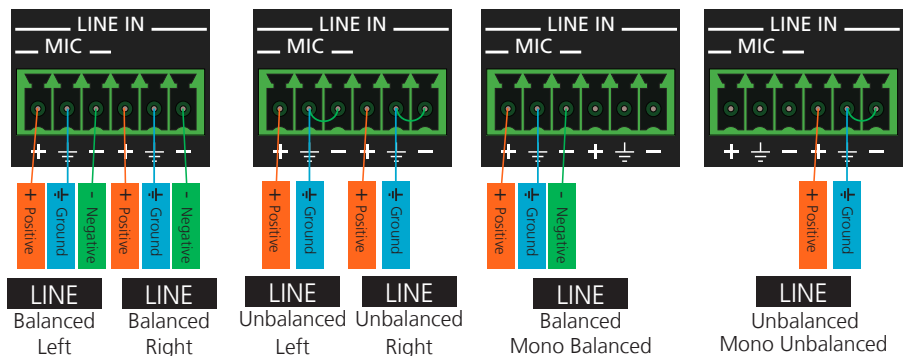 LINE IN
MIC
+ ⏚ − + ⏚ −
+ Positive
⏚ Ground
- Negative
+ Positive
⏚ Ground
- Negative
LINE
Balanced
Left
LINE
Balanced
Right
LINE IN
MIC
+ ⏚ − + ⏚ −
+ Positive
⏚ Ground
+ Positive
⏚ Ground
LINE
Unbalanced
Left
LINE
Unbalanced
Right
LINE IN
MIC
+ ⏚ − + ⏚ −
+ Positive
⏚ Ground
- Negative
LINE
Balanced
Mono Balanced
LINE IN
MIC
+ ⏚ − + ⏚ −
+ Positive
⏚ Ground
LINE
Unbalanced
Mono Unbalanced